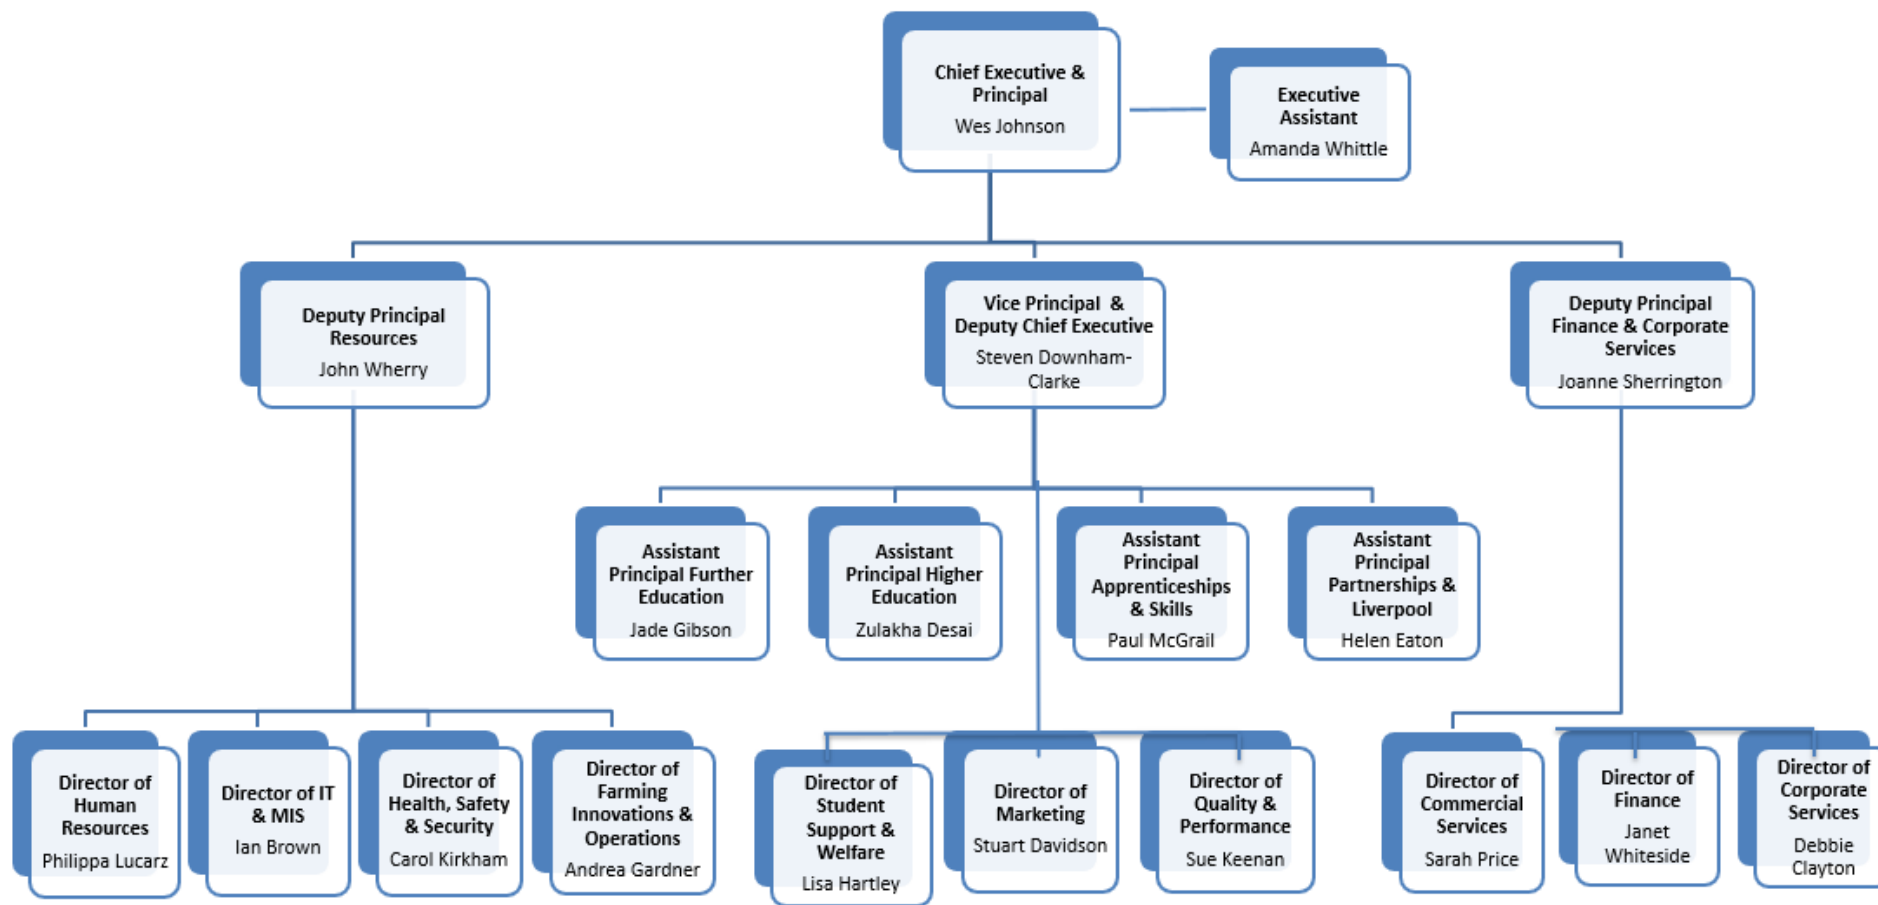 Chief Executive &
Principal
Wes Johnson
Executive
Assistant
Amanda Whittle
Deputy Principal
Resources
John Wherry
Vice Principal  &
Deputy Chief Executive
Steven Downham-
Clarke
Deputy Principal
Finance & Corporate
Services
Joanne Sherrington
Assistant
Principal Further
Education
Jade Gibson
Assistant
Principal Higher
Education
Zulakha Desai
Assistant
Principal
Apprenticeships
& Skills
Paul McGrail
Assistant
Principal
Partnerships &
Liverpool
Helen Eaton
Director of
Human
Resources
Philippa Lucarz
Director of IT
& MIS
Ian Brown
Director of
Health, Safety
& Security
Carol Kirkham
Director of
Farming
Innovations &
Operations
Andrea Gardner
Director of
Student
Support &
Welfare
Lisa Hartley
Director of
Marketing
Stuart Davidson
Director of
Quality &
Performance
Sue Keenan
Director of
Commercial
Services
Sarah Price
Director of
Finance
Janet
Whiteside
Director of
Corporate
Services
Debbie
Clayton